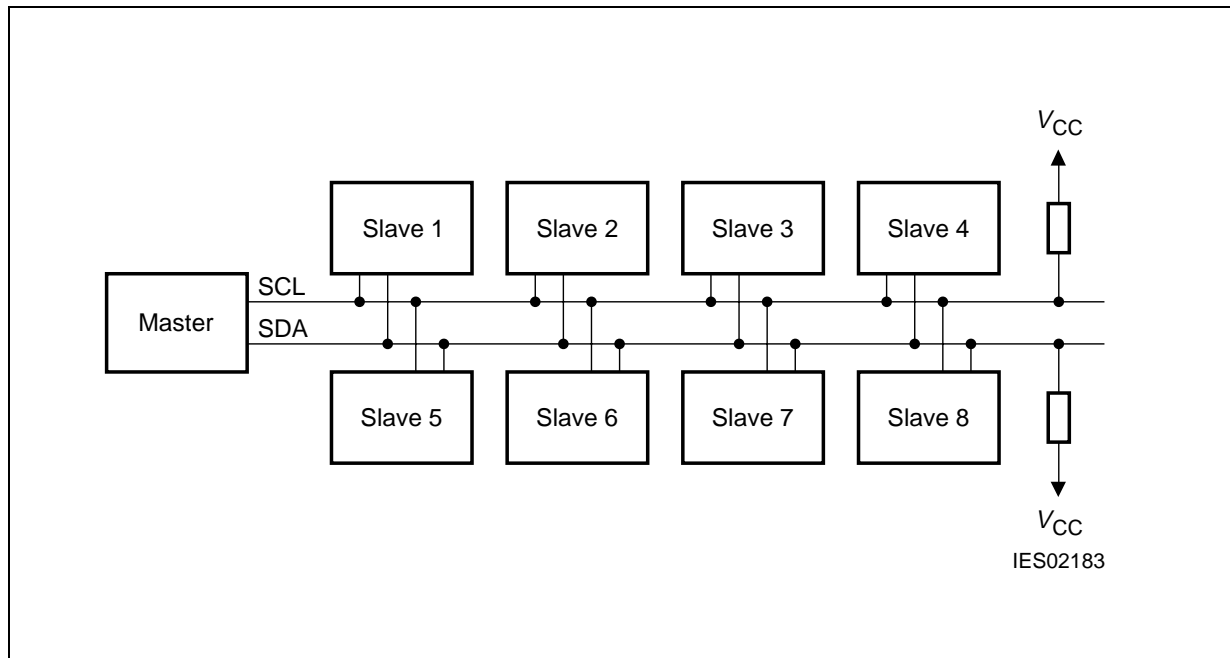 V_CC
Slave 1
Slave 2
Slave 3
Slave 4
SCL
Master
SDA
Slave 5
Slave 6
Slave 7
Slave 8
V_CC
IES02183